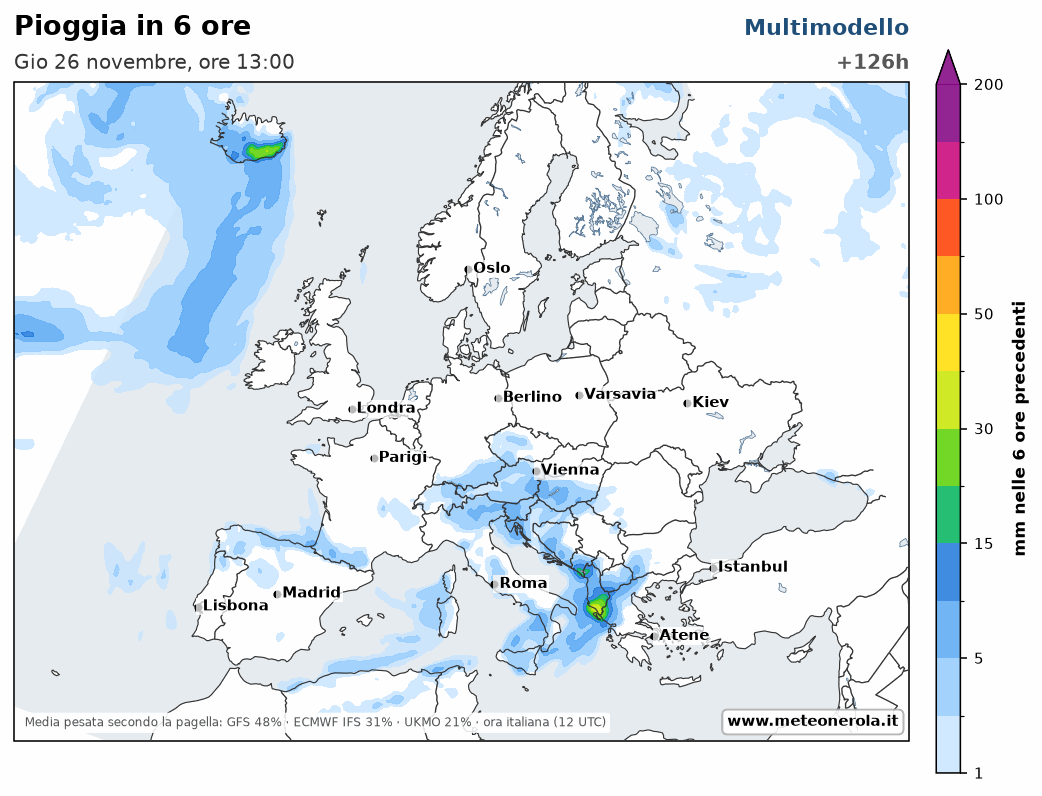 Pioggia in 6 ore
Multimodello
Gio 26 novembre, ore 13:00
+126h
200
100
50
30
15
5
1
mm nelle 6 ore precedenti
Oslo
Berlino
Varsavia
Kiev
Londra
Parigi
Vienna
Istanbul
Roma
Madrid
Lisbona
Atene
Media pesata secondo la pagella: GFS 48% · ECMWF IFS 31% · UKMO 21% · ora italiana (12 UTC)
www.meteonerola.it